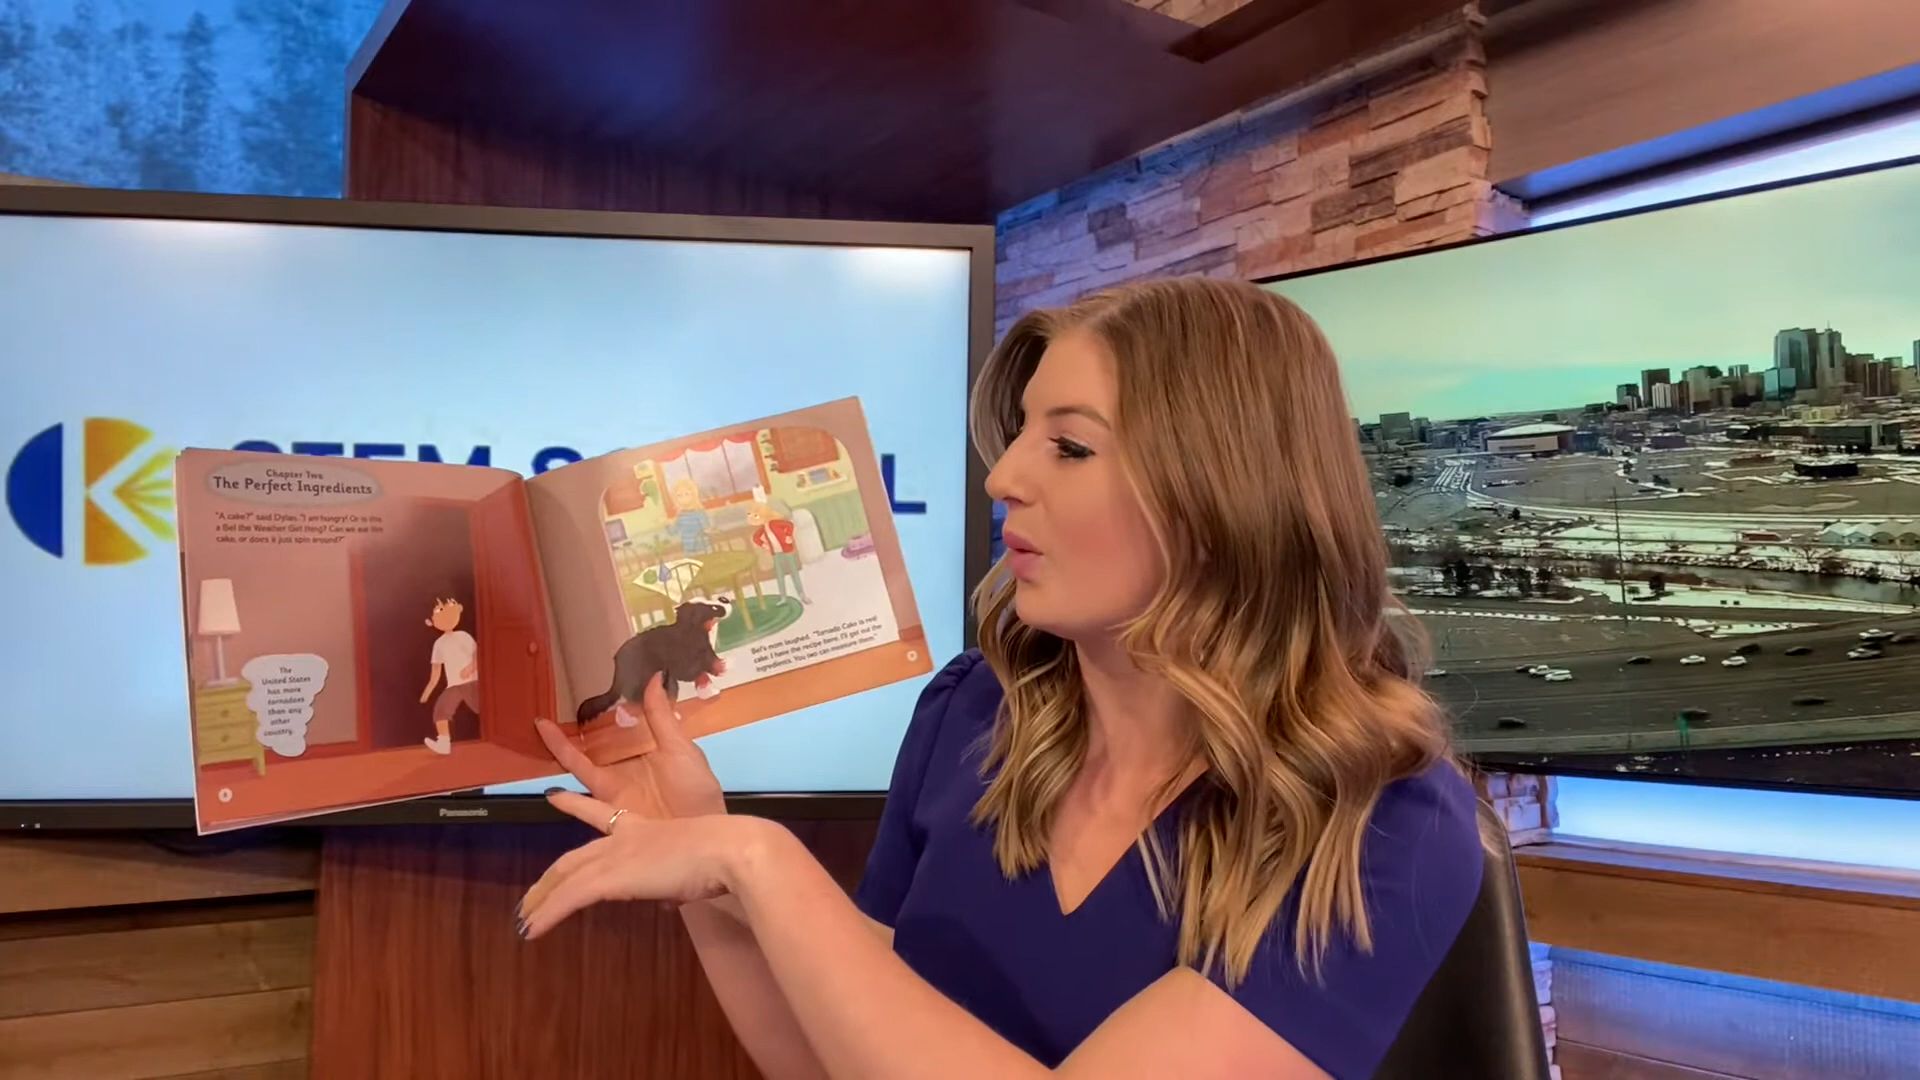 STEM S
L
Chapter Two
The Perfect Ingredients
"A cake?" said Dylan. "I am hungry! Or is this
a Bel the Weather Girl thing? Can we eat this
cake, or does it just spin around?"
The
United States
has more
tornadoes
than any
other
country.
8
Bel's mom laughed. "Tornado Cake is real
cake. I have the recipe here. I'll get out the
ingredients. You two can measure them."
9
Panasonic